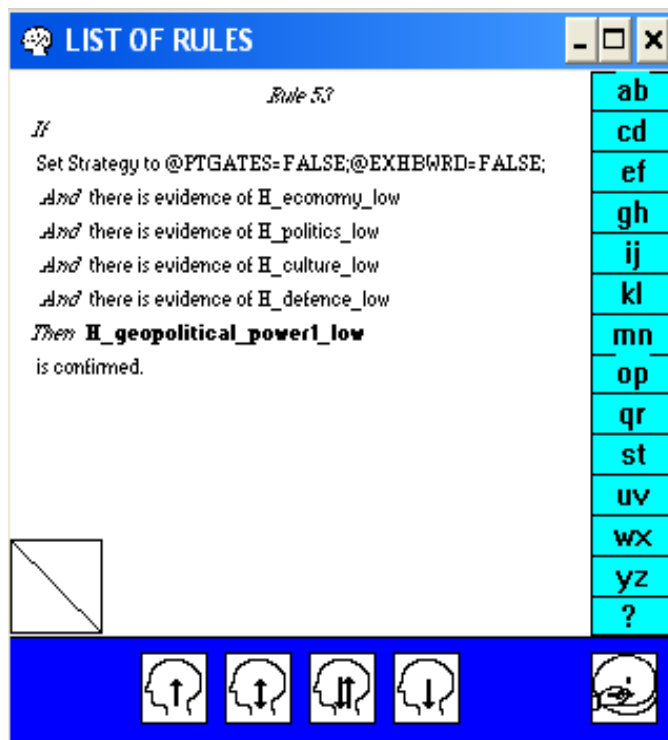 LIST OF RULES
Rule 53
If
Set Strategy to @PTGATES=FALSE;@EXHBWRD=FALSE;
And there is evidence of H_economy_low
And there is evidence of H_politics_low
And there is evidence of H_culture_low
And there is evidence of H_defence_low
Then H_geopolitical_power1_low
is confirmed.
ab
cd
ef
gh
ij
kl
mn
op
qr
st
uv
wx
yz
?